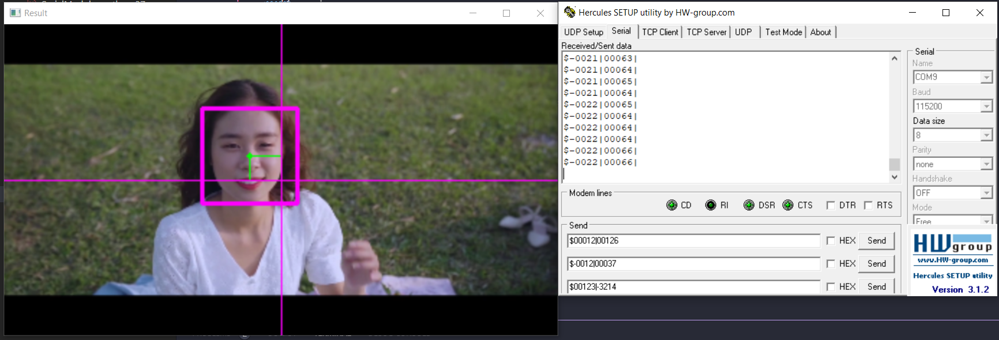 Result
Hercules SETUP utility by HW-group.com
UDP Setup Serial TCP Client TCP Server UDP Test Mode About
Received/Sent data
$-0021|00063|
$-0021|00064|
$-0021|00065|
$-0021|00064|
$-0022|00065|
$-0022|00064|
$-0022|00064|
$-0022|00064|
$-0022|00066|
$-0022|00066|
Serial
Name
COM9
Baud
115200
Data size
8
Parity
none
Handshake
OFF
Mode
Free
Modem lines
CD RI DSR CTS DTR RTS
Send
$00012|00126 HEX Send
$-0012|00037 HEX Send
$00123|-3214 HEX Send
HW group
www.HW-group.com
Hercules SETUP utility
Version 3.1.2